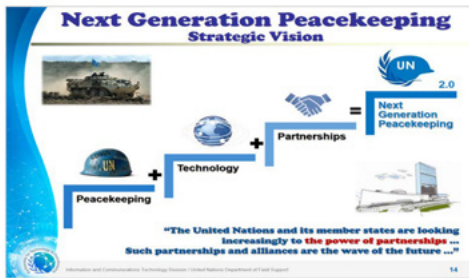 Next Generation Peacekeeping
Strategic Vision
UN
2.0
=
Next
Generation
Peacekeeping
+
Partnerships
+
Technology
UN
Peacekeeping
"The United Nations and its member states are looking
increasingly to the power of partnerships ...
Such partnerships and alliances are the wave of the future ..."
Information and Communications Technology Division / United Nations Department of Field Support
14